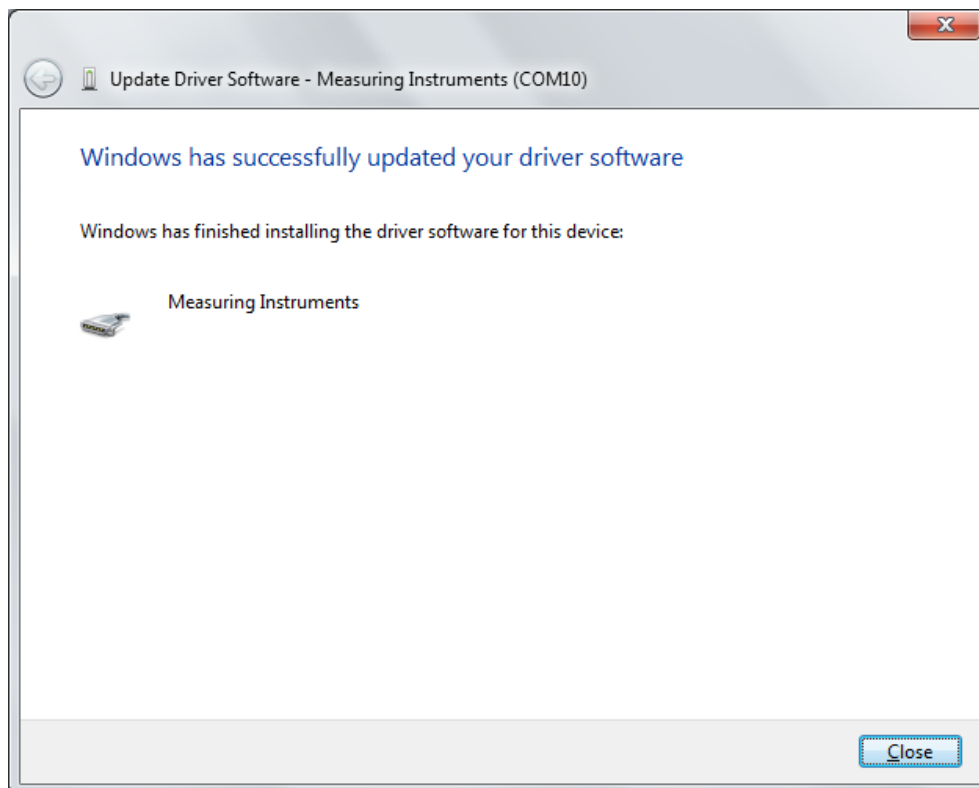 Update Driver Software - Measuring Instruments (COM10)
Windows has successfully updated your driver software
Windows has finished installing the driver software for this device:
Measuring Instruments
Close